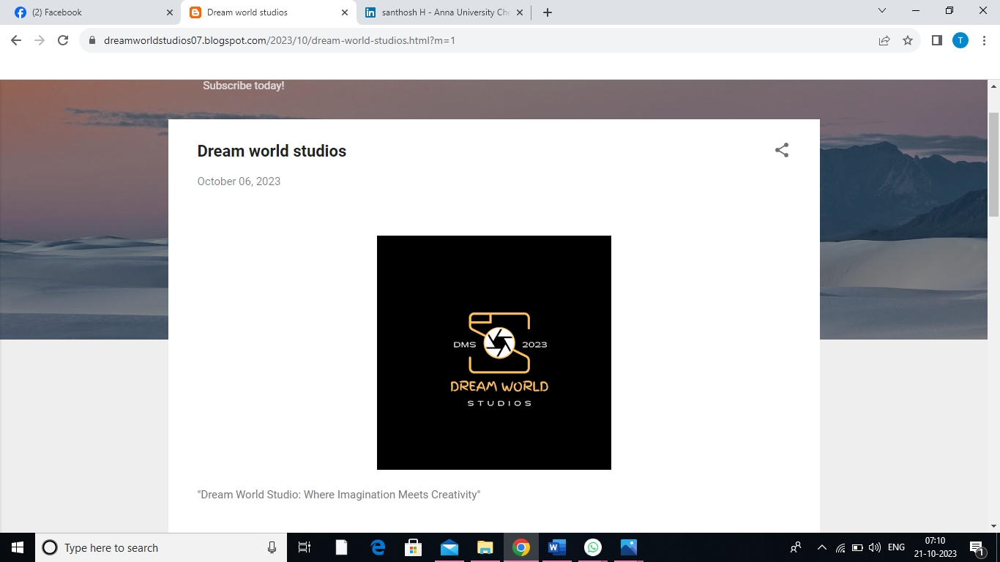 (2) Facebook
Dream world studios
santhosh H - Anna University Che
dreamworldstudios07.blogspot.com/2023/10/dream-world-studios.html?m=1
T
Subscribe today!
Dream world studios
October 06, 2023
DMS 2023
DREAM WORLD
STUDIOS
"Dream World Studio: Where Imagination Meets Creativity"
Type here to search
ENG
07:10
21-10-2023
1